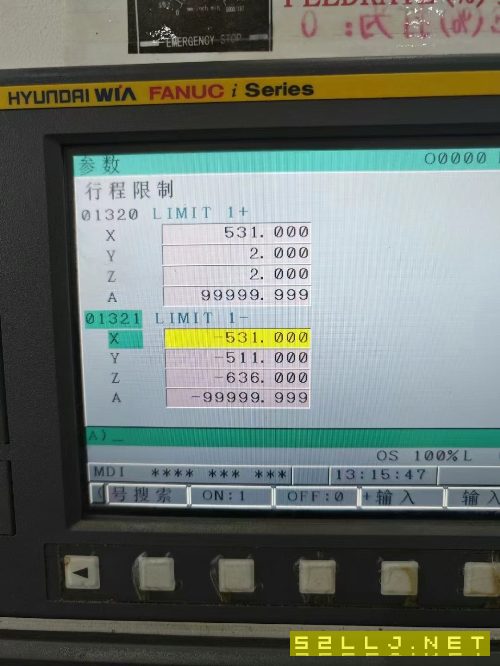 EMERGENCY STOP
HYUNDAI WIA FANUC i Series
参数 O0000
行程限制
01320 LIMIT 1+
X 531.000
Y 2.000
Z 2.000
A 99999.999
01321 LIMIT 1-
X -531.000
Y -511.000
Z -636.000
A -99999.999
A)_
OS 100% L
MDI **** *** *** 13:15:47
( 号搜索 ON:1 OFF:0 +输入 输入
S2LLJ.NET